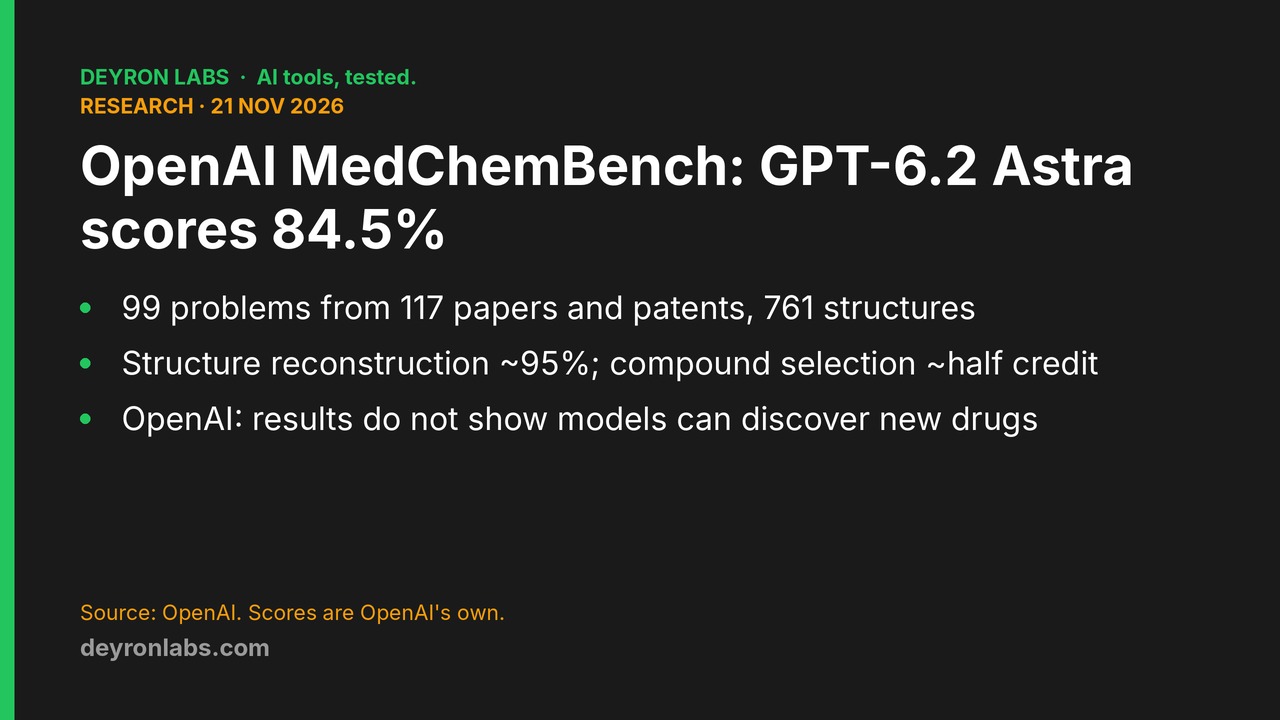 DEYRON LABS · AI tools, tested.
RESEARCH · 21 NOV 2026
OpenAI MedChemBench: GPT-6.2 Astra
scores 84.5%
• 99 problems from 117 papers and patents, 761 structures
• Structure reconstruction ~95%; compound selection ~half credit
• OpenAI: results do not show models can discover new drugs
Source: OpenAI. Scores are OpenAI's own.
deyronlabs.com